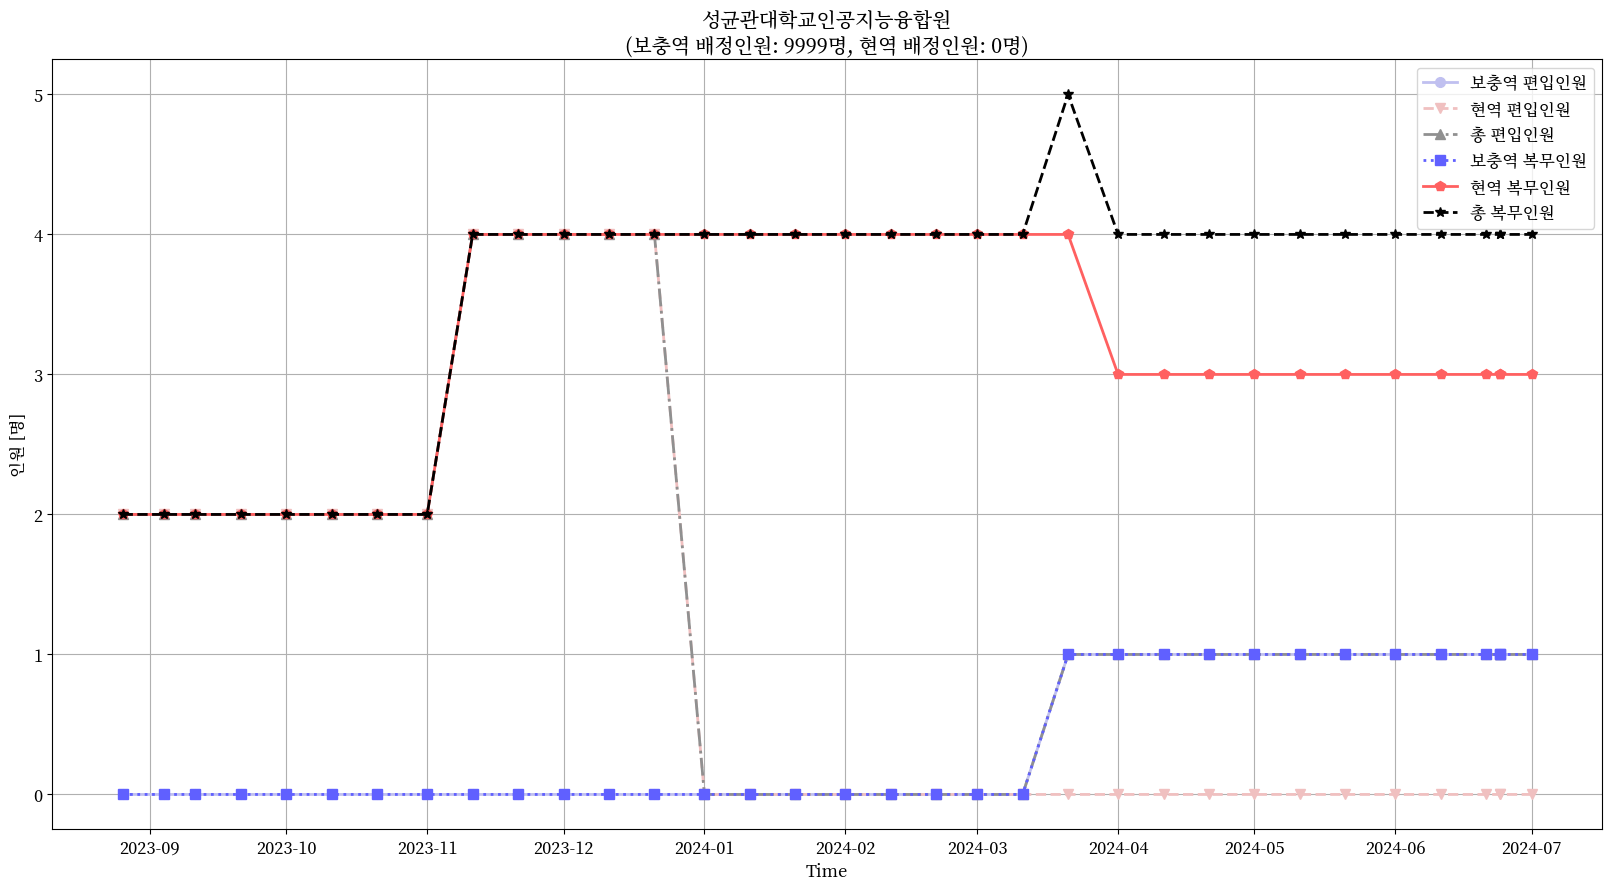 성균관대학교인공지능융합원
(보충역 배정인원: 9999명, 현역 배정인원: 0명)
보충역 편입인원
현역 편입인원
총 편입인원
보충역 복무인원
현역 복무인원
총 복무인원
인원 [명]
5
4
3
2
1
0
2023-09
2023-10
2023-11
2023-12
2024-01
2024-02
2024-03
2024-04
2024-05
2024-06
2024-07
Time